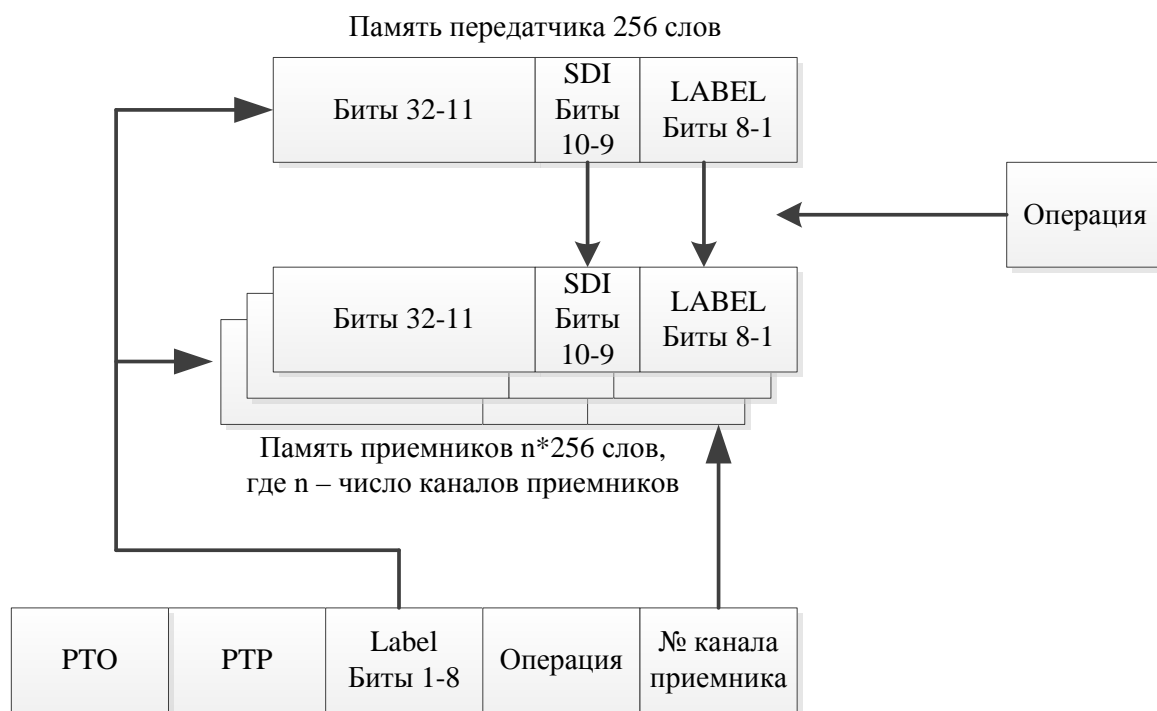 Память передатчика 256 слов
Биты 32-11
SDI
Биты
10-9
LABEL
Биты 8-1
Операция
Биты 32-11
SDI
Биты
10-9
LABEL
Биты 8-1
Память приемников n*256 слов,
где n – число каналов приемников
РТО
РТР
Label
Биты 1-8
Операция
№ канала
приемника